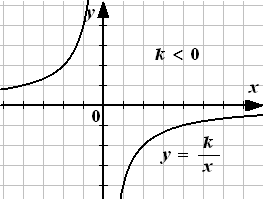 y
k < 0
x
0
y = k/x